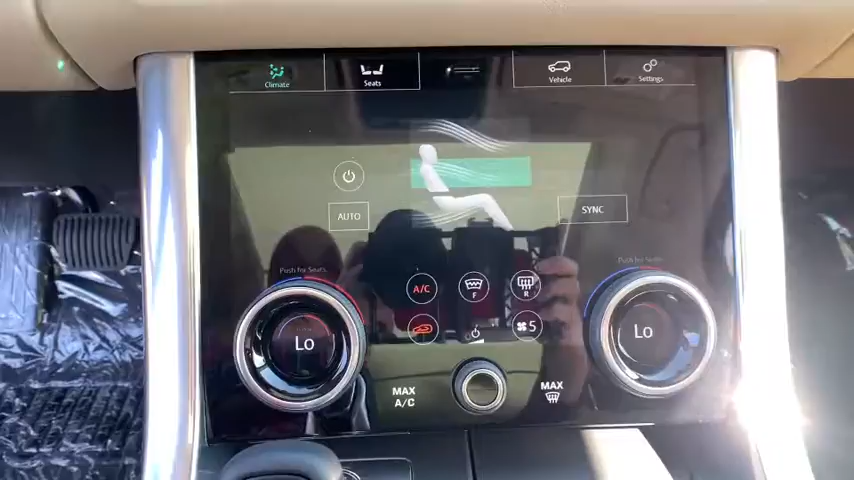 Climate
Seats
Vehicle
Settings
AUTO
SYNC
Push for Seats
Push for Seats
A/C
F
R
5
Lo
Lo
MAX
A/C
MAX